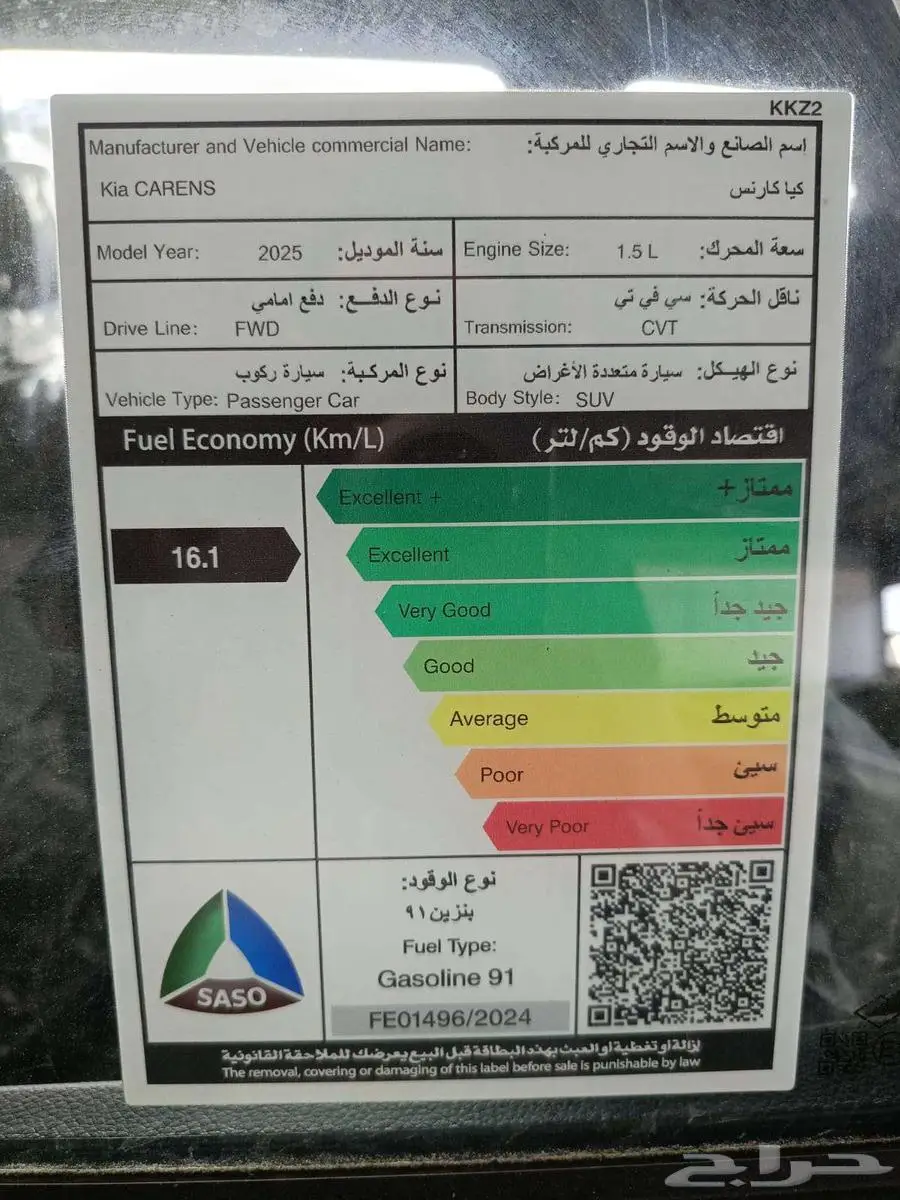 KKZ2
Manufacturer and Vehicle commercial Name: إسم الصانع والاسم التجاري للمركبة:
Kia CARENS كيا كارنس
Model Year: 2025 سنة الموديل:
Engine Size: 1.5 L سعة المحرك:
نوع الدفع: دفع امامي
Drive Line: FWD
ناقل الحركة: سي في تي
Transmission: CVT
نوع المركبة: سيارة ركوب
Vehicle Type: Passenger Car
نوع الهيكل: سيارة متعددة الأغراض
Body Style: SUV
Fuel Economy (Km/L) اقتصاد الوقود (كم/لتر)
Excellent + ممتاز+
16.1
Excellent ممتاز
Very Good جيد جداً
Good جيد
Average متوسط
Poor سيئ
Very Poor سيئ جداً
SASO
نوع الوقود:
بنزين ٩١
Fuel Type:
Gasoline 91
FE01496/2024
إزالة او تغطية او العبث بهذه البطاقة قبل البيع يعرضك للملاحقة القانونية
The removal, covering or damaging of this label before sale is punishable by law
حراج